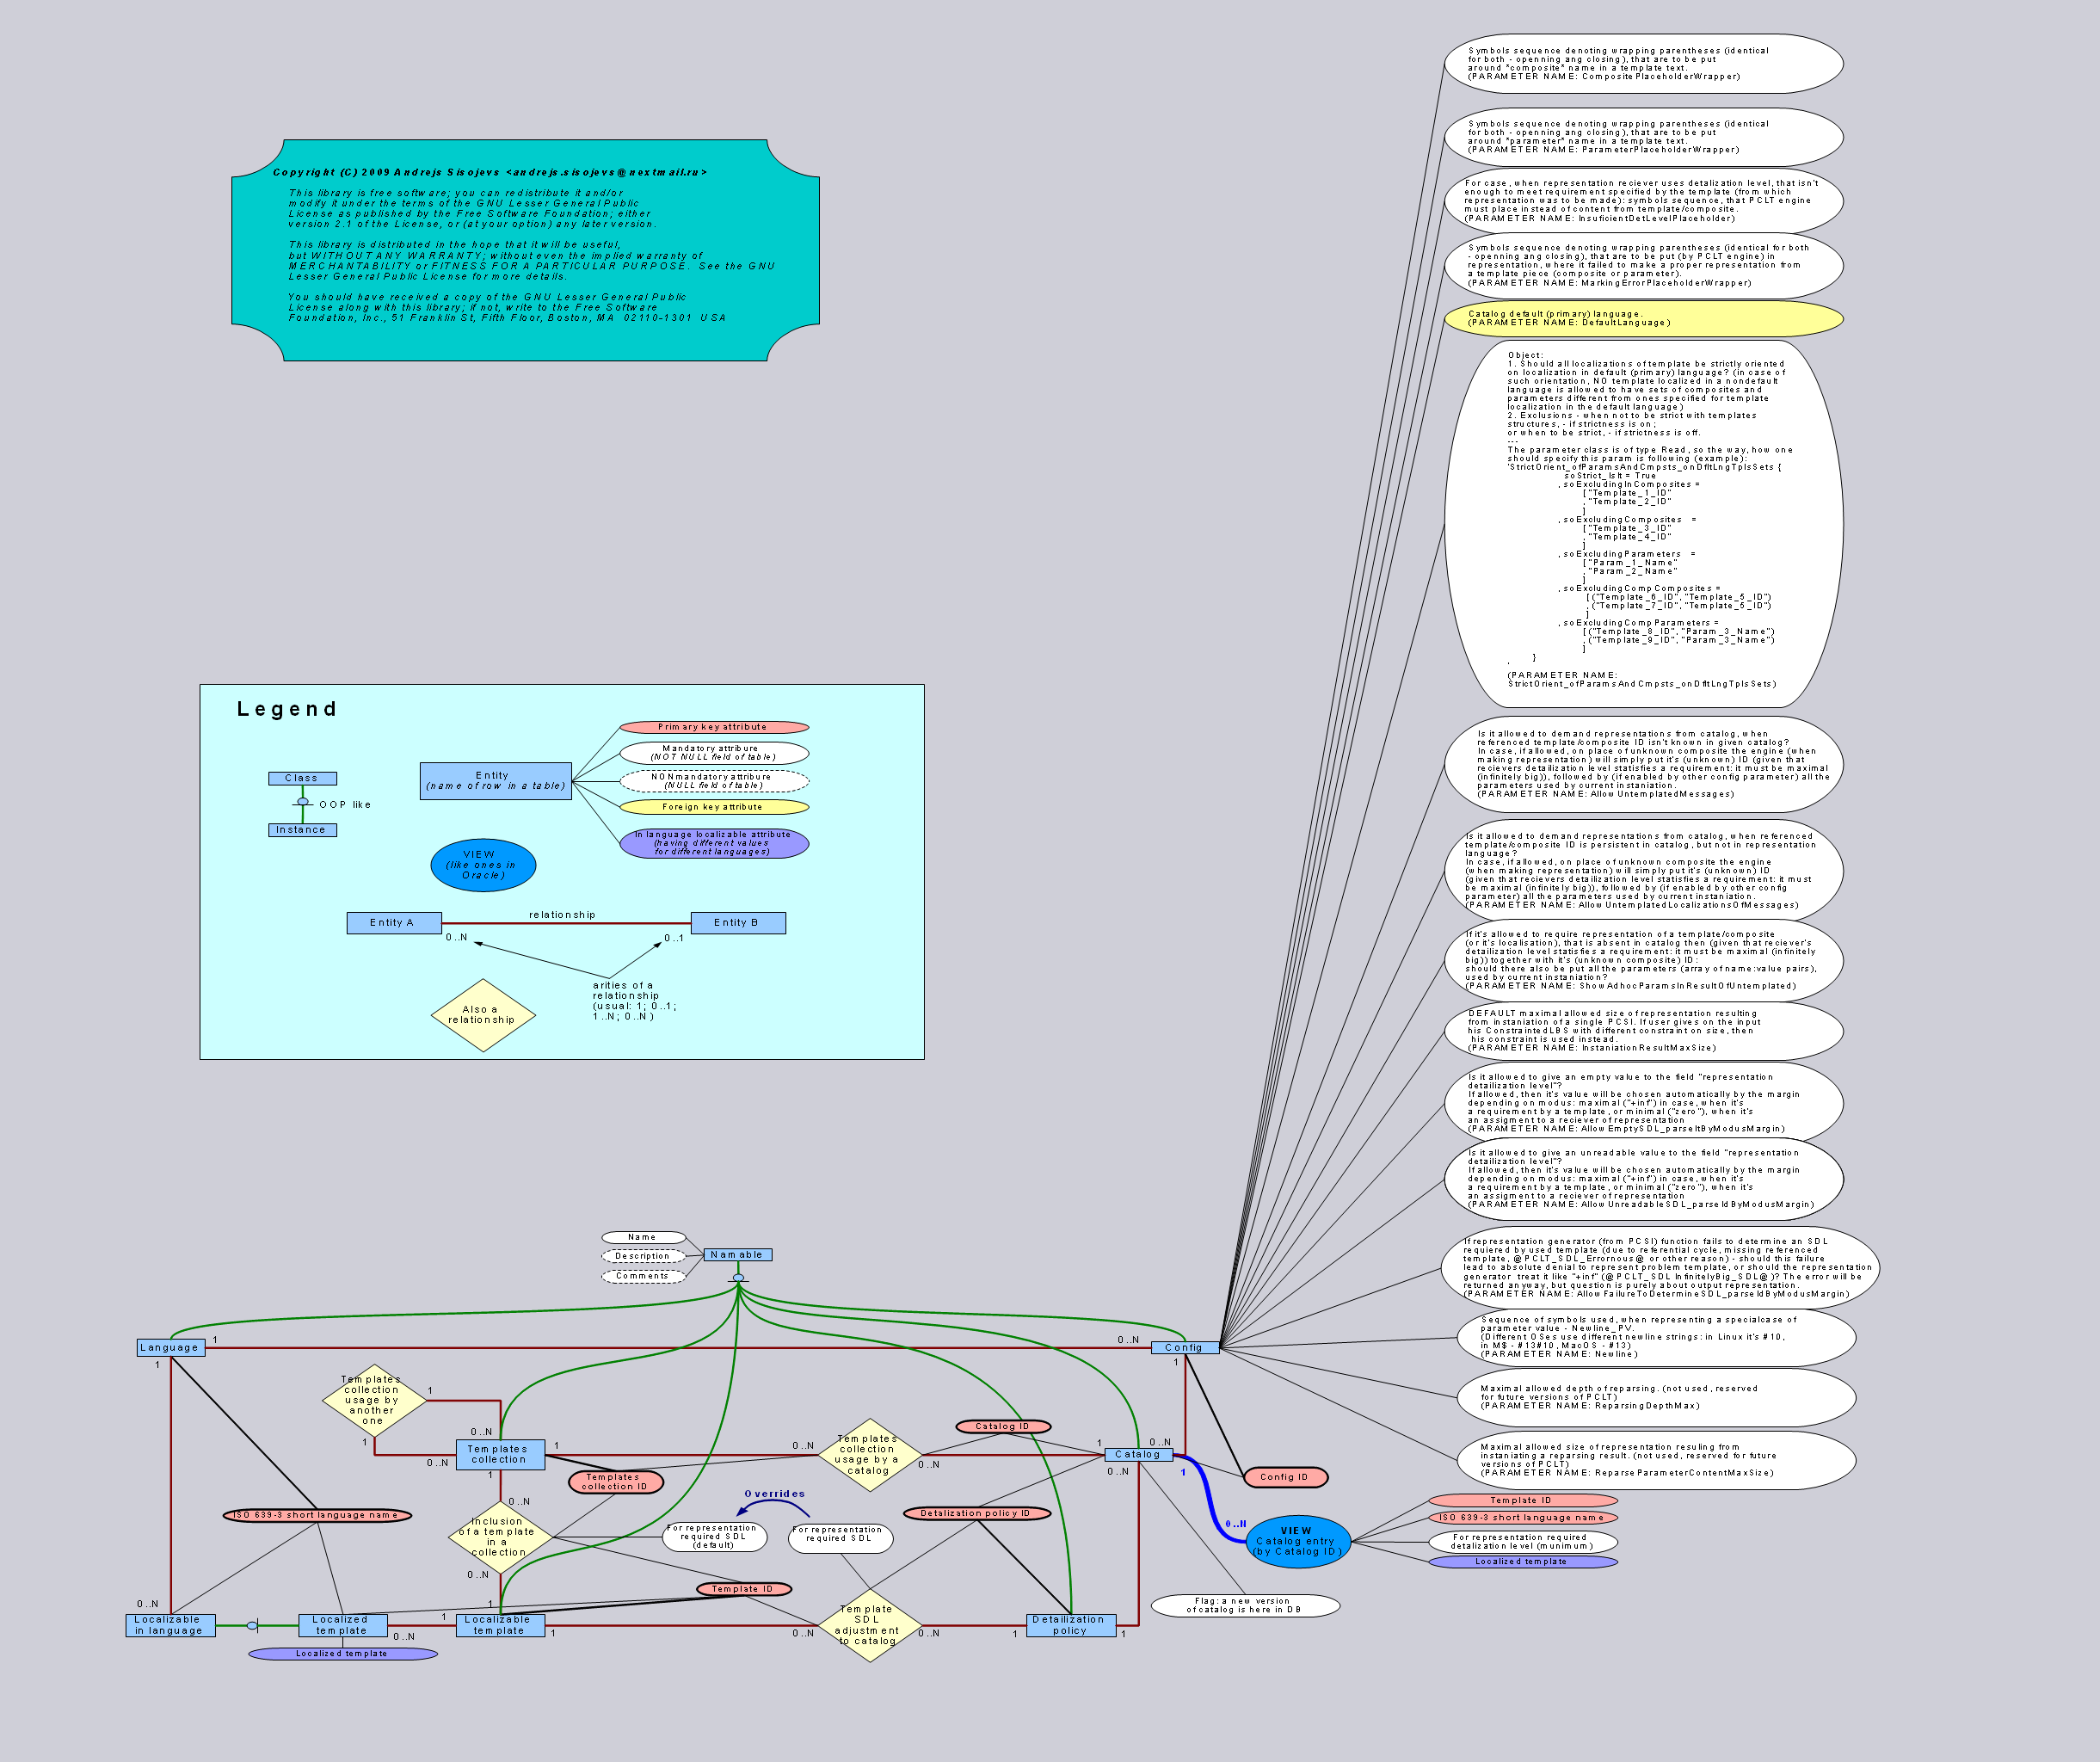 Copyright (C) 2009 Andrejs Sisojevs <andrejs.sisojevs@nextmail.ru>
This library is free software; you can redistribute it and/or
modify it under the terms of the GNU Lesser General Public
License as published by the Free Software Foundation; either
version 2.1 of the License, or (at your option) any later version.
This library is distributed in the hope that it will be useful,
but WITHOUT ANY WARRANTY; without even the implied warranty of
MERCHANTABILITY or FITNESS FOR A PARTICULAR PURPOSE. See the GNU
Lesser General Public License for more details.
You should have received a copy of the GNU Lesser General Public
License along with this library; if not, write to the Free Software
Foundation, Inc., 51 Franklin St, Fifth Floor, Boston, MA 02110-1301 USA
Legend
Class
OOP like
Instance
Entity
(name of row in a table)
Primary key attribute
Mandatory attribure
(NOT NULL field of table)
NONmandatory attribure
(NULL field of table)
Foreign key attribute
In language localizable attribute
(having different values
for different languages)
VIEW
(like ones in
Oracle)
Entity A
relationship
Entity B
0..N
0..1
arities of a
relationship
(usual: 1; 0..1;
1..N; 0..N)
Also a
relationship
Symbols sequence denoting wrapping parentheses (identical
for both - openning ang closing), that are to be put
around "composite" name in a template text.
(PARAMETER NAME: CompositePlaceholderWrapper)
Symbols sequence denoting wrapping parentheses (identical
for both - openning ang closing), that are to be put
around "parameter" name in a template text.
(PARAMETER NAME: ParameterPlaceholderWrapper)
For case, when representation reciever uses detalization level, that isn't
enough to meet requirement specified by the template (from which
representation was to be made): symbols sequence, that PCLT engine
must place instead of content from template/composite.
(PARAMETER NAME: InsuficientDetLevelPlaceholder)
Symbols sequence denoting wrapping parentheses (identical for both
- openning ang closing), that are to be put (by PCLT engine) in
representation, where it failed to make a proper representation from
a template piece (composite or parameter).
(PARAMETER NAME: MarkingErrorPlaceholderWrapper)
Catalog default (primary) language.
(PARAMETER NAME: DefaultLanguage)
Object:
1. Should all localizations of template be strictly oriented
on localization in default (primary) language? (in case of
such orientation, NO template localized in a nondefault
language is allowed to have sets of composites and
parameters different from ones specified for template
localization in the default language)
2. Exclusions - when not to be strict with templates
structures, - if strictness is on;
or when to be strict, - if strictness is off.
---
The parameter class is of type Read, so the way, how one
should specify this param is following (example):
'StrictOrient_ofParamsAndCmpsts_onDfltLngTplsSets {
soStrict_IsIt = True
, soExcludingInComposites =
["Template_1_ID"
, "Template_2_ID"
]
, soExcludingComposites =
["Template_3_ID"
, "Template_4_ID"
]
, soExcludingParameters =
["Param_1_Name"
, "Param_2_Name"
]
, soExcludingCompComposites =
[("Template_6_ID", "Template_5_ID")
, ("Template_7_ID", "Template_5_ID")
]
, soExcludingCompParameters =
[("Template_8_ID", "Param_3_Name")
, ("Template_9_ID", "Param_3_Name")
]
}
'
(PARAMETER NAME:
StrictOrient_ofParamsAndCmpsts_onDfltLngTplsSets)
Is it allowed to demand representations from catalog, when
referenced template/composite ID isn't known in given catalog?
In case, if allowed, on place of unknown composite the engine (when
making representation) will simply put it's (unknown) ID (given that
recievers detailization level statisfies a requirement: it must be maximal
(infinitely big)), followed by (if enabled by other config parameter) all the
parameters used by current instaniation.
(PARAMETER NAME: AllowUntemplatedMessages)
Is it allowed to demand representations from catalog, when referenced
template/composite ID is persistent in catalog, but not in representation
language?
In case, if allowed, on place of unknown composite the engine
(when making representation) will simply put it's (unknown) ID
(given that recievers detailization level statisfies a requirement: it must
be maximal (infinitely big)), followed by (if enabled by other config
parameter) all the parameters used by current instaniation.
(PARAMETER NAME: AllowUntemplatedLocalizationsOfMessages)
If it's allowed to require representation of a template/composite
(or it's localisation), that is absent in catalog then (given that reciever's
detailization level statisfies a requirement: it must be maximal (infinitely
big)) together with it's (unknown composite) ID:
should there also be put all the parameters (array of name:value pairs),
used by current instaniation?
(PARAMETER NAME: ShowAdhocParamsInResultOfUntemplated)
DEFAULT maximal allowed size of representation resulting
from instaniation of a single PCSI. If user gives on the input
his ConstraintedLBS with different constraint on size, then
his constraint is used instead.
(PARAMETER NAME: InstaniationResultMaxSize)
Is it allowed to give an empty value to the field "representation
detailization level"?
If allowed, then it's value will be chosen automatically by the margin
depending on modus: maximal ("+inf") in case, when it's
a requirement by a template, or minimal ("zero"), when it's
an assigment to a reciever of representation
(PARAMETER NAME: AllowEmptySDL_parseItByModusMargin)
Is it allowed to give an unreadable value to the field "representation
detailization level"?
If allowed, then it's value will be chosen automatically by the margin
depending on modus: maximal ("+inf") in case, when it's
a requirement by a template, or minimal ("zero"), when it's
an assigment to a reciever of representation
(PARAMETER NAME: AllowUnreadableSDL_parseIdByModusMargin)
If representation generator (from PCSI) function fails to determine an SDL
requiered by used template (due to referential cycle, missing referenced
template, @PCLT_SDL_Errornous@ or other reason) - should this failure
lead to absolute denial to represent problem template, or should the representation
generator treat it like "+inf" (@PCLT_SDL InfinitelyBig_SDL@)? The error will be
returned anyway, but question is purely about output representation.
(PARAMETER NAME: AllowFailureToDetermineSDL_parseIdByModusMargin)
Sequence of symbols used, when representing a specialcase of
parameter value - Newline_PV.
(Different OSes use different newline strings: in Linux it's #10,
in M$ - #13#10, MacOS - #13)
(PARAMETER NAME: Newline)
Maximal allowed depth of reparsing. (not used, reserved
for future versions of PCLT)
(PARAMETER NAME: ReparsingDepthMax)
Maximal allowed size of representation resuling from
instaniating a reparsing result. (not used, reserved for future
versions of PCLT)
(PARAMETER NAME: ReparseParameterContentMaxSize)
Name
Description
Comments
Namable
Language
1
0..N
Config
1
1
Templates
collection
usage by
another
one
1
0..N
1
0..N
Templates
collection
1
1
Templates
collection ID
0..N
Templates
collection
usage by a
catalog
0..N
Catalog ID
1
Catalog
0..N
0..N
1
Config ID
ISO 639-3 short language name
0..N
Inclusion
of a template
in a
collection
0..N
Overrides
For representation
required SDL
(default)
For representation
required SDL
Detalization policy ID
0..N
VIEW
Catalog entry
(by Catalog ID)
Template ID
ISO 639-3 short language name
For representation required
detalization level (munimum)
Localized template
Flag: a new version
of catalog is here in DB
Template ID
0..N
Localizable
in language
Localized
template
0..N
1
1
Localizable
template
1
0..N
Template
SDL
adjustment
to catalog
0..N
1
Detailization
policy
1
Localized template